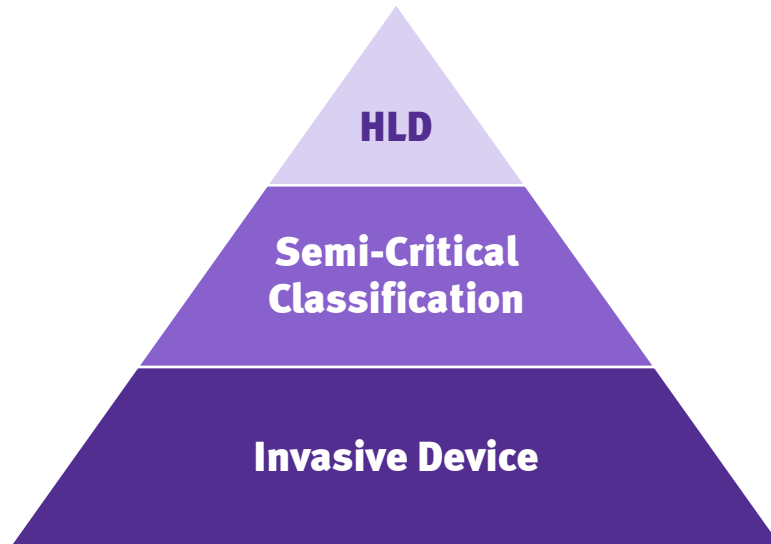 HLD
Semi-Critical
Classification
Invasive Device